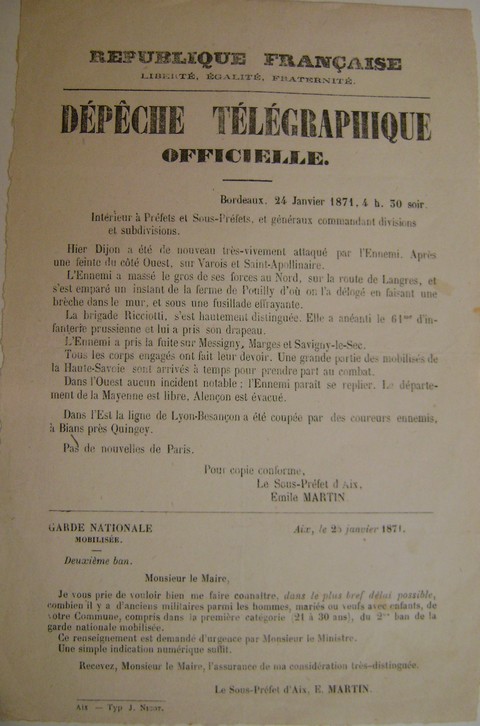 REPUBLIQUE FRANÇAISE
LIBERTÉ, ÉGALITÉ, FRATERNITÉ.
DÉPÊCHE TÉLÉGRAPHIQUE
OFFICIELLE.
Bordeaux, 24 Janvier 1871, 4 h. 30 soir.
Intérieur à Préfets et Sous-Préfets, et généraux commandant divisions
et subdivisions.
Hier Dijon a été de nouveau très-vivement attaqué par l'Ennemi. Après
une feinte du côté Ouest, sur Varois et Saint-Apollinaire.
L'Ennemi a massé le gros de ses forces au Nord, sur la route de Langres, et
s'est emparé un instant de la ferme de Pouilly d'où on l'a délogé en faisant une
brèche dans le mur, et sous une fusillade effrayante.
La brigade Ricciotti, s'est hautement distinguée. Elle a anéanti le 61me d'in-
fanterie prussienne et lui a pris son drapeau.
L'Ennemi a pris la fuite sur Messigny, Marges et Savigny-le-Sec.
Tous les corps engagés ont fait leur devoir. Une grande partie des mobilisés de
la Haute-Savoie sont arrivés à temps pour prendre part au combat.
Dans l'Ouest aucun incident notable ; l'Ennemi parait se replier. Le départe-
ment de la Mayenne est libre. Alençon est évacué.
Dans l'Est la ligne de Lyon-Besançon a été coupée par des coureurs ennemis,
à Bians près Quingey.
Pas de nouvelles de Paris.
Pour copie conforme,
Le Sous-Préfet d'Aix,
Emile MARTIN
GARDE NATIONALE
MOBILISÉE.
Aix, le 25 janvier 1871.
Deuxième ban.
Monsieur le Maire,
Je vous prie de vouloir bien me faire connaître, dans le plus bref délai possible,
combien il y a d'anciens militaires parmi les hommes, mariés ou veufs avec enfants, de
votre Commune, compris dans la première catégorie (21 à 30 ans), du 2me ban de la
garde nationale mobilisée.
Ce renseignement est demandé d'urgence par Monsieur le Ministre.
Une simple indication numérique suffit.
Recevez, Monsieur le Maire, l'assurance de ma considération très-distinguée.
Le Sous-Préfet d'Aix, E. MARTIN.
Aix — Typ J.